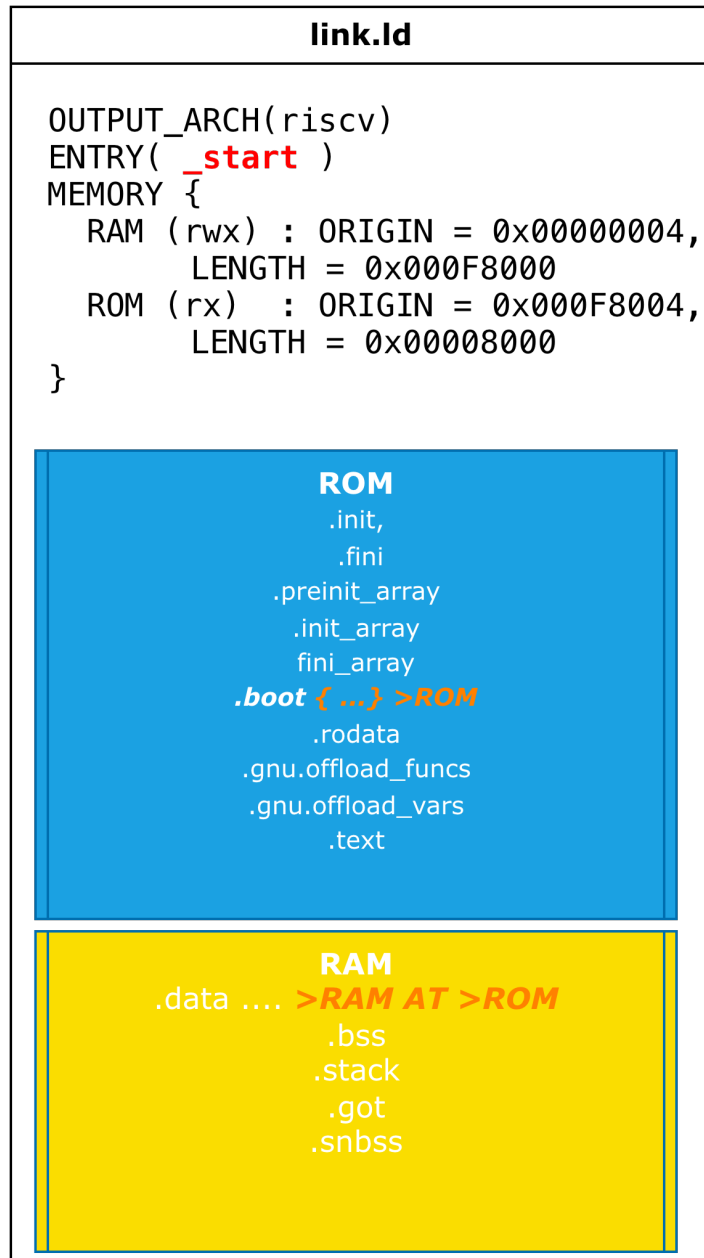 link.ld
OUTPUT_ARCH(riscv)
ENTRY( _start )
MEMORY {
RAM (rwx) : ORIGIN = 0x00000004,
LENGTH = 0x000F8000
ROM (rx)  : ORIGIN = 0x000F8004,
LENGTH = 0x00008000
}
ROM
.init,
.fini
.preinit_array
.init_array
fini_array
.boot { ...} >ROM
.rodata
.gnu.offload_funcs
.gnu.offload_vars
.text
RAM
.data .... >RAM AT >ROM
.bss
.stack
.got
.snbss